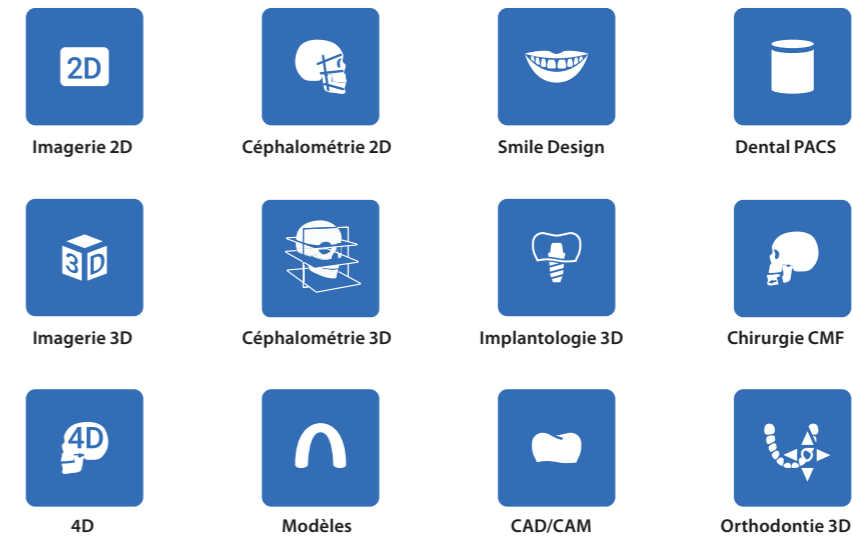 2D
Imagerie 2D
Céphalométrie 2D
Smile Design
Dental PACS
3D
Imagerie 3D
Céphalométrie 3D
Implantologie 3D
Chirurgie CMF
4D
4D
Modèles
CAD/CAM
Orthodontie 3D